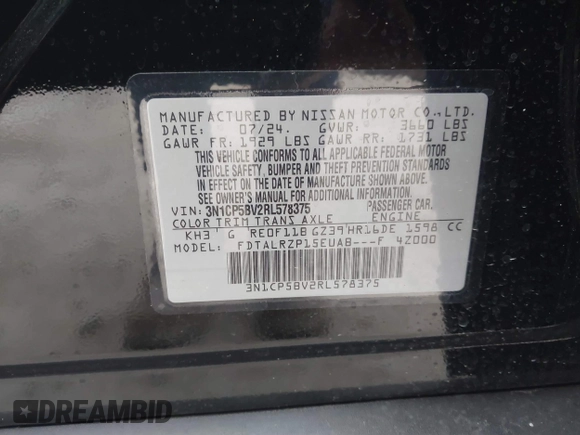 MANUFACTURED BY NISSAN MOTOR CO., LTD.
DATE: 07/24. GVWR: 3660 LBS
GAWR FR: 1929 LBS GAWR RR: 1731 LBS
THIS VEHICLE CONFORMS TO ALL APPLICABLE FEDERAL MOTOR
VEHICLE SAFETY, BUMPER AND THEFT PREVENTION STANDARDS
IN EFFECT ON THE DATE OF MANUFACTURE SHOWN ABOVE.
SEE OWNER'S MANUAL FOR ADDITIONAL INFORMATION.
VIN: 3N1CP5BV2RL578375 PASSENGER CAR.
COLOR TRIM TRANS AXLE ENGINE
KH3 G RE0F11B GZ39 HR16DE 1598 CC
MODEL: FDTALRZP15EUAB---F 4Z000
3N1CP5BV2RL578375
DREAMBID